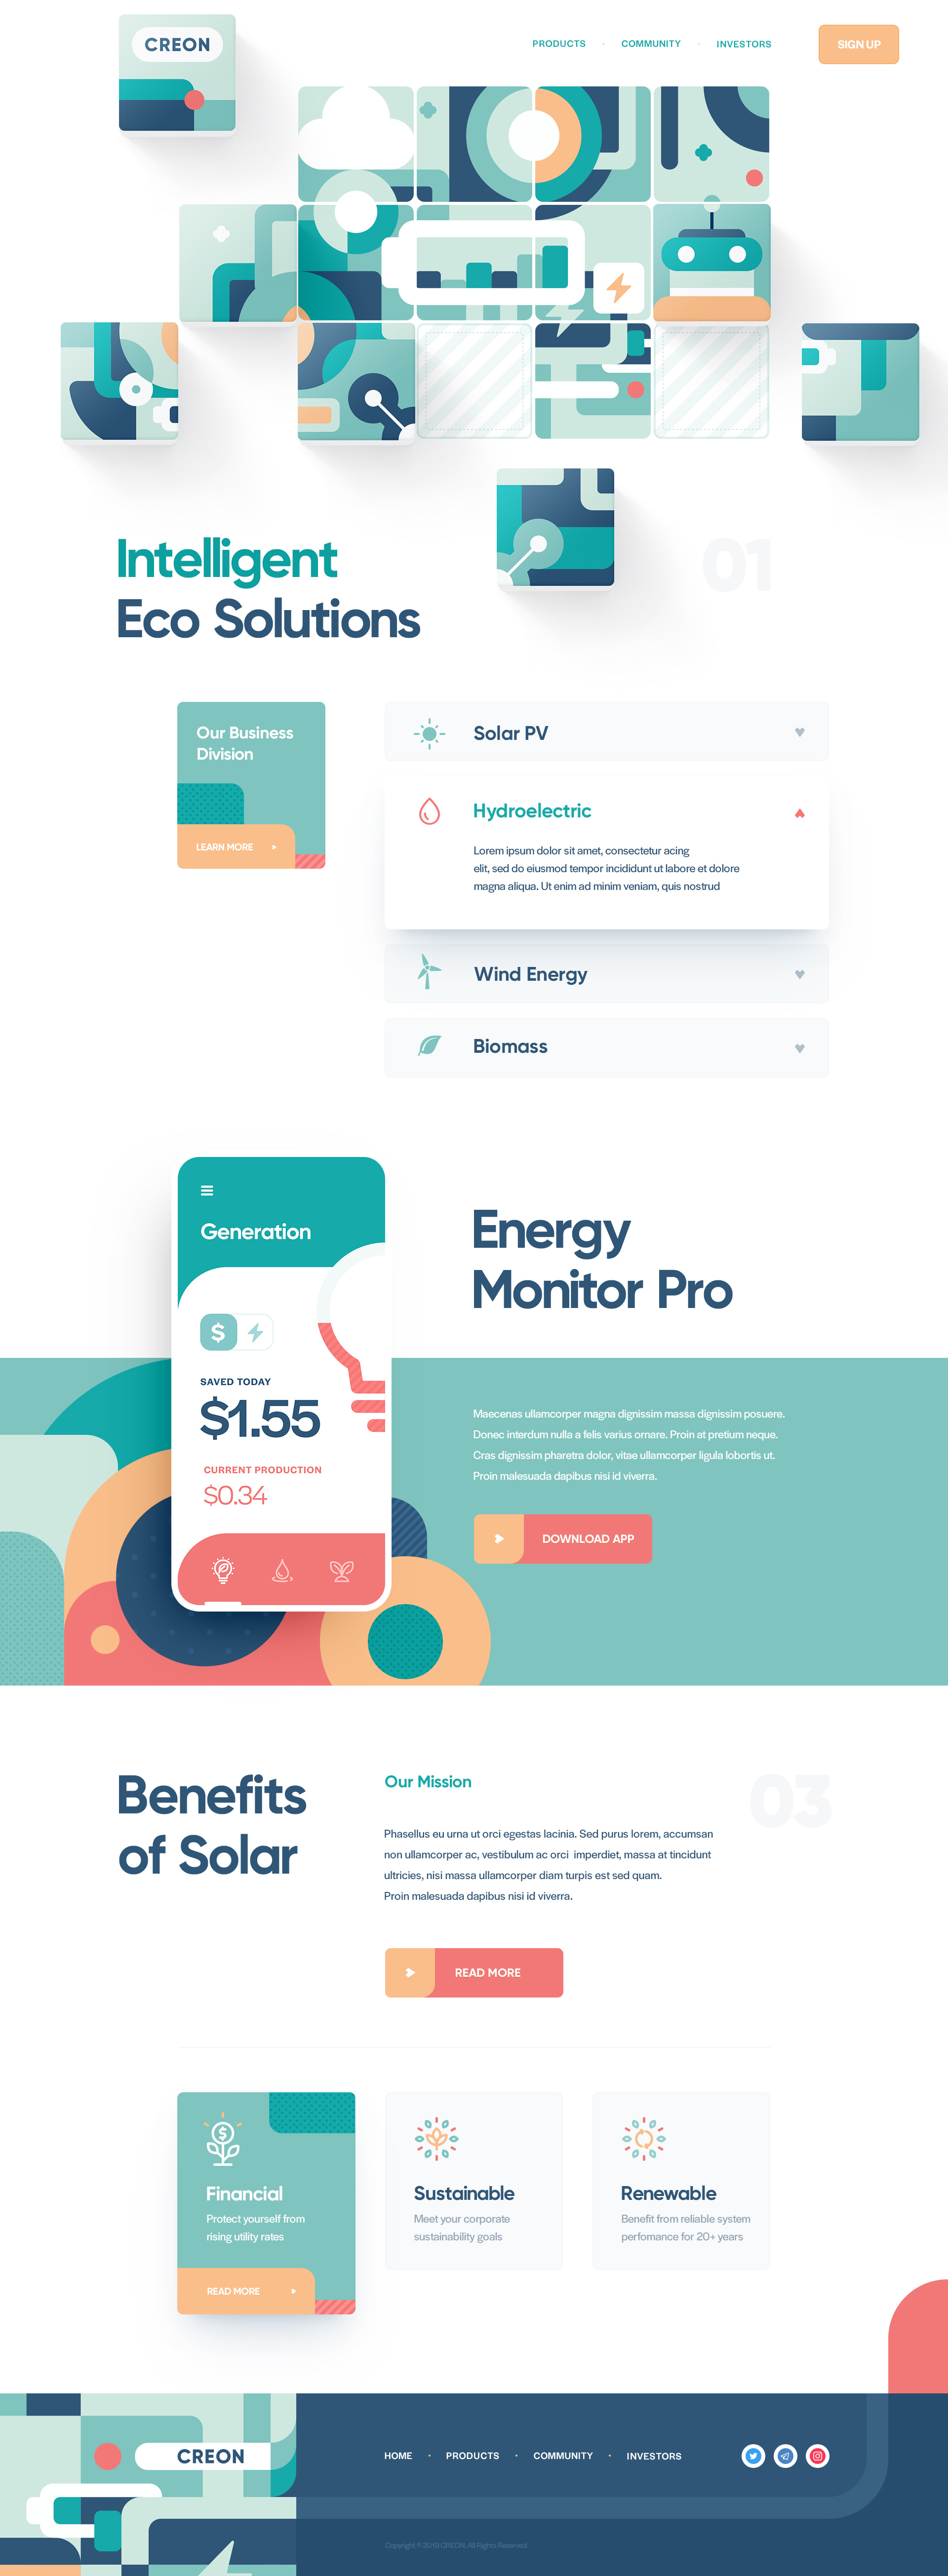 CREON
PRODUCTS
COMMUNITY
INVESTORS
SIGN UP
Intelligent
Eco Solutions
01
Our Business
Division
LEARN MORE
Solar PV
Hydroelectric
Lorem ipsum dolor sit amet, consectetur acing
elit, sed do eiusmod tempor incididunt ut labore et dolore
magna aliqua. Ut enim ad minim veniam, quis nostrud
Wind Energy
Biomass
Generation
$
SAVED TODAY
$1.55
CURRENT PRODUCTION
$0.34
Energy
Monitor Pro
Maecenas ullamcorper magna dignissim massa dignissim posuere.
Donec interdum nulla a felis varius ornare. Proin at pretium neque.
Cras dignissim pharetra dolor, vitae ullamcorper ligula lobortis ut.
Proin malesuada dapibus nisi id viverra.
DOWNLOAD APP
Benefits
of Solar
Our Mission
03
Phasellus eu urna ut orci egestas lacinia. Sed purus lorem, accumsan
non ullamcorper ac, vestibulum ac orci imperdiet, massa at tincidunt
ultricies, nisi massa ullamcorper diam turpis est sed quam.
Proin malesuada dapibus nisi id viverra.
READ MORE
$
Financial
Protect yourself from
rising utility rates
READ MORE
Sustainable
Meet your corporate
sustainability goals
Renewable
Benefit from reliable system
perfomance for 20+ years
CREON
HOME
PRODUCTS
COMMUNITY
INVESTORS
Copyright © 2019 CREON. All Rights Reserved